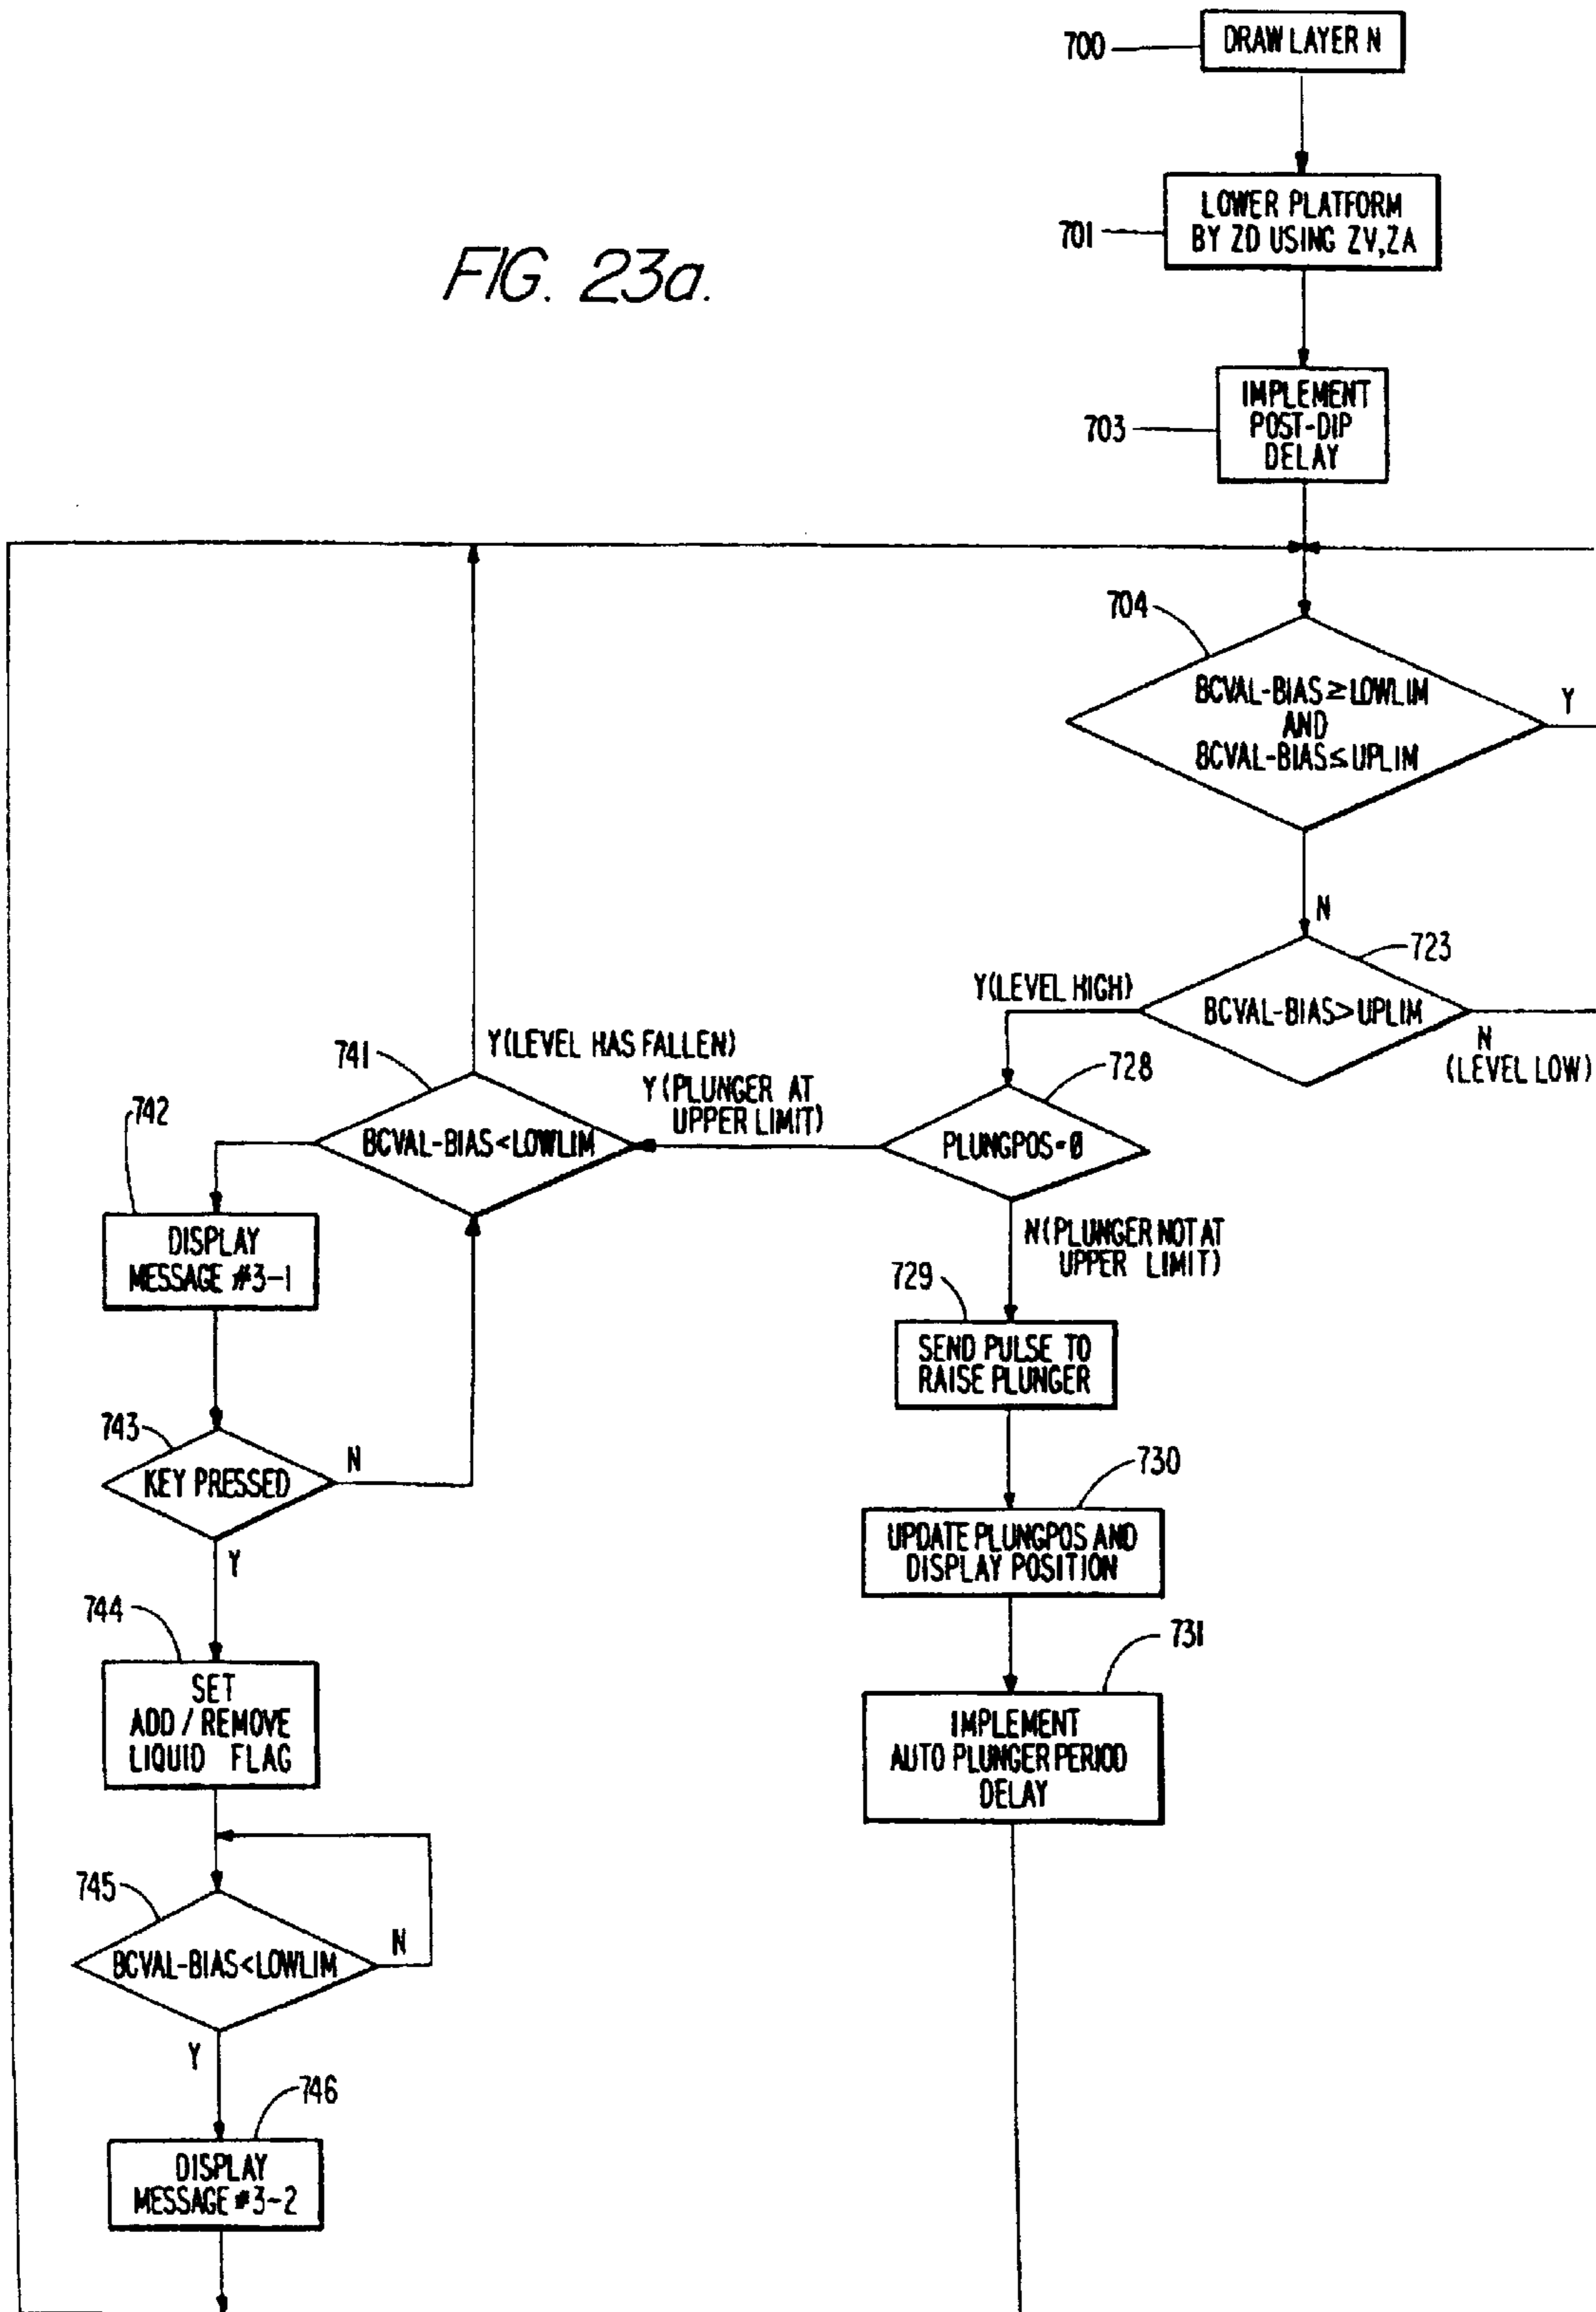 700
DRAW LAYER N
FIG. 23a.
701
LOWER PLATFORM
BY ZD USING ZV,ZA
703
IMPLEMENT
POST-DIP
DELAY
704
BCVAL-BIAS≥LOWLIM
AND
BCVAL-BIAS≤UPLIM
Y
N
723
BCVAL-BIAS>UPLIM
Y(LEVEL HIGH)
N
(LEVEL LOW)
728
PLUNGPOS=0
Y(PLUNGER AT
UPPER LIMIT)
N(PLUNGER NOT AT
UPPER LIMIT)
741
Y(LEVEL HAS FALLEN)
BCVAL-BIAS<LOWLIM
742
DISPLAY
MESSAGE #3-1
743
KEY PRESSED
N
Y
744
SET
ADD / REMOVE
LIQUID FLAG
745
BCVAL-BIAS<LOWLIM
N
Y
746
DISPLAY
MESSAGE #3-2
729
SEND PULSE TO
RAISE PLUNGER
730
UPDATE PLUNGPOS AND
DISPLAY POSITION
731
IMPLEMENT
AUTO PLUNGER PERIOD
DELAY